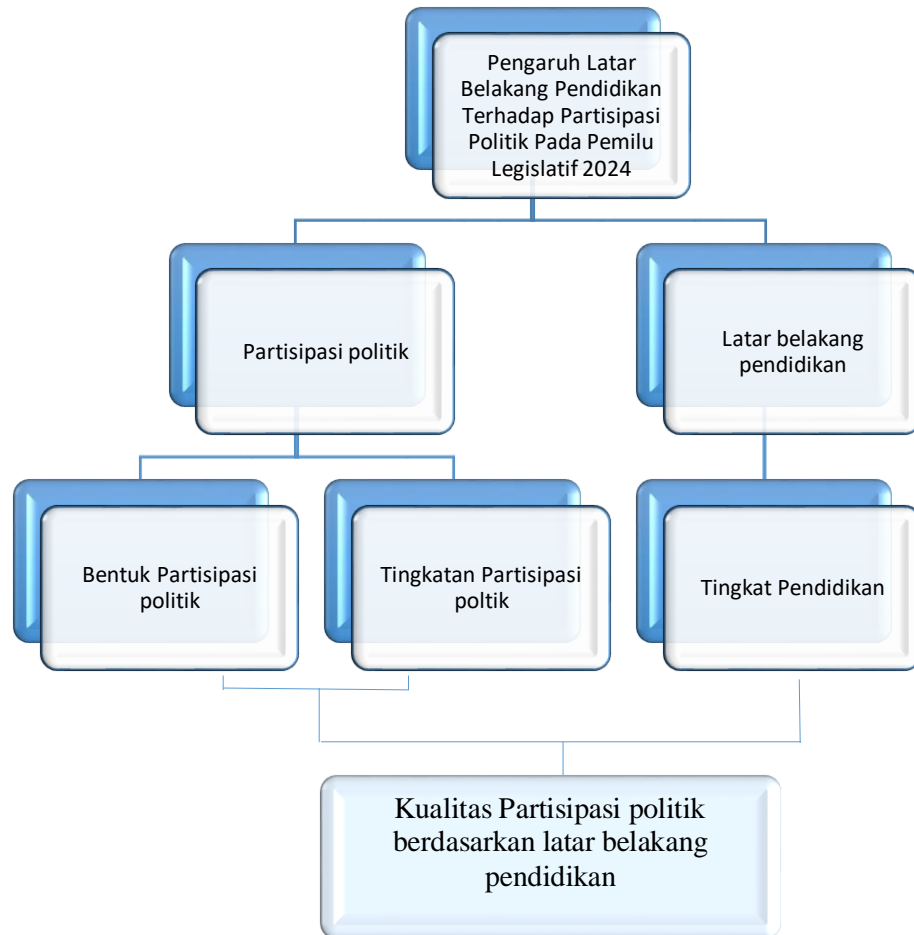 Pengaruh Latar
Belakang Pendidikan
Terhadap Partisipasi
Politik Pada Pemilu
Legislatif 2024
Partisipasi politik
Latar belakang
pendidikan
Bentuk Partisipasi
politik
Tingkatan Partisipasi
poltik
Tingkat Pendidikan
Kualitas Partisipasi politik
berdasarkan latar belakang
pendidikan